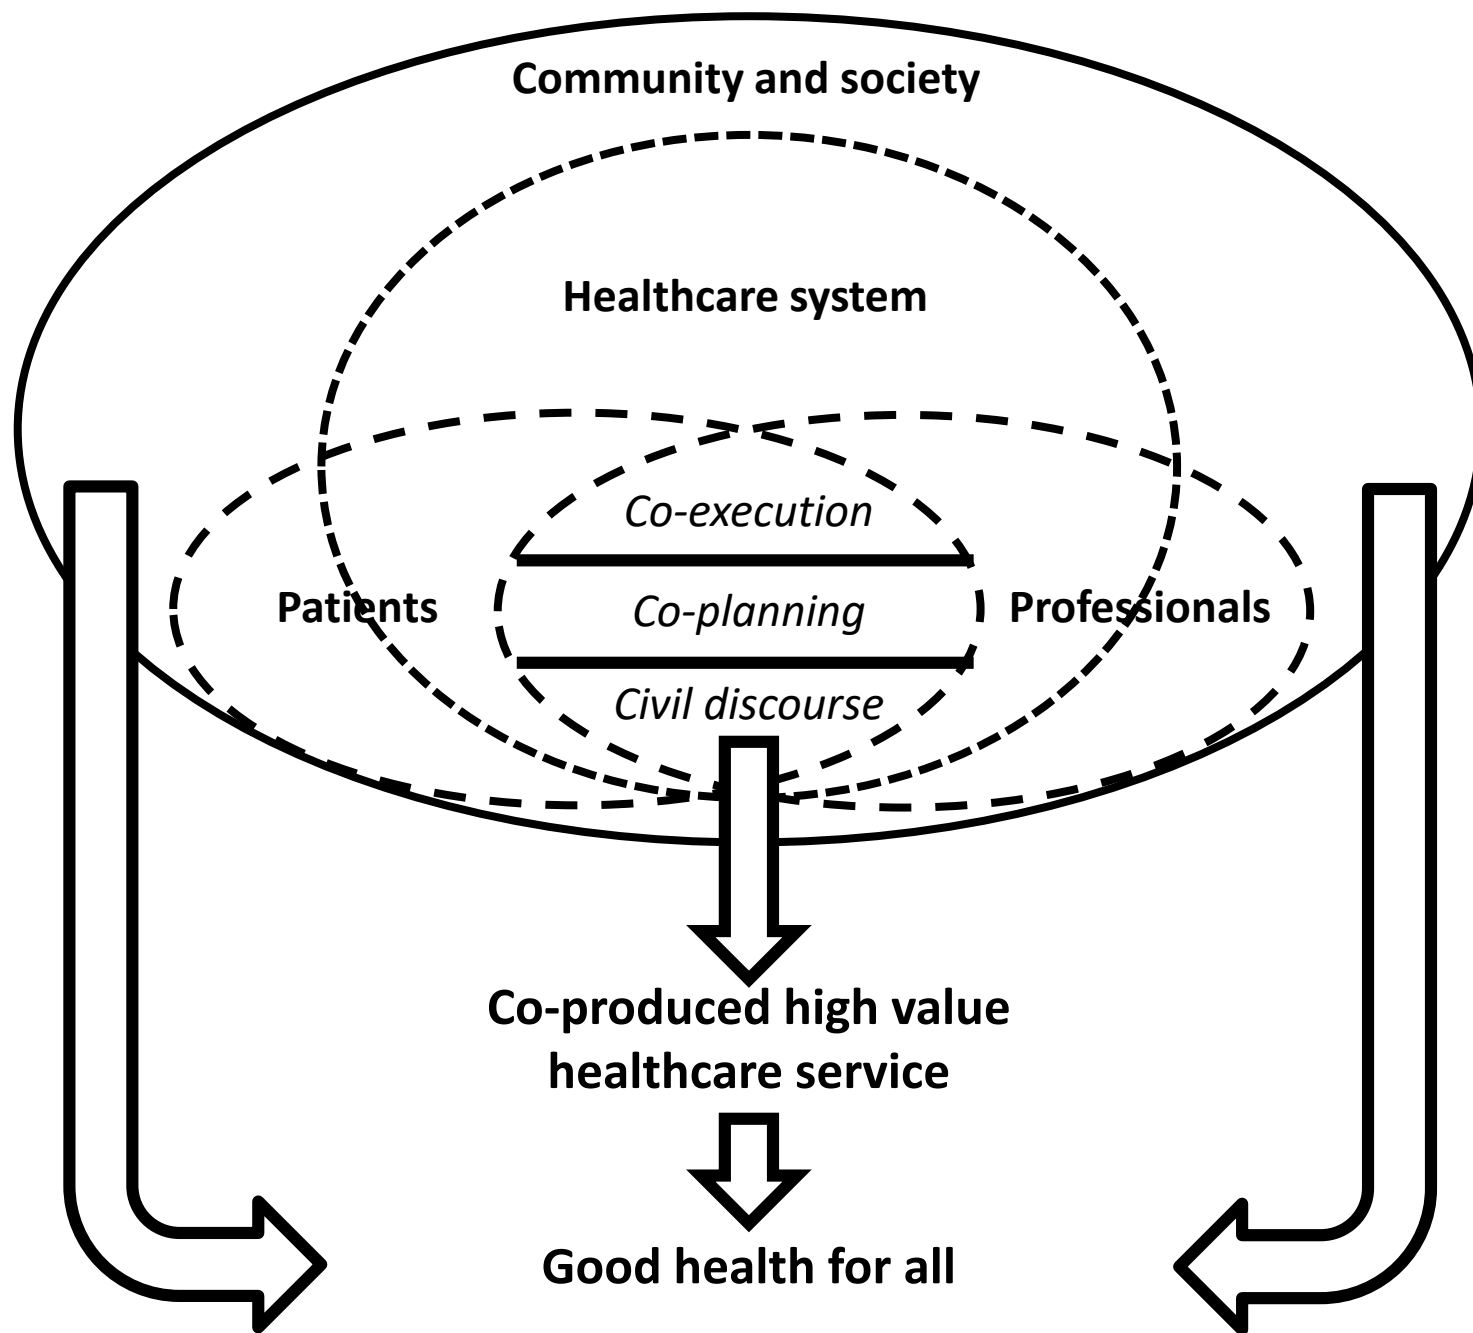 Community and society
Healthcare system
Co-execution
Patients
Co-planning
Professionals
Civil discourse
Co-produced high value
healthcare service
Good health for all